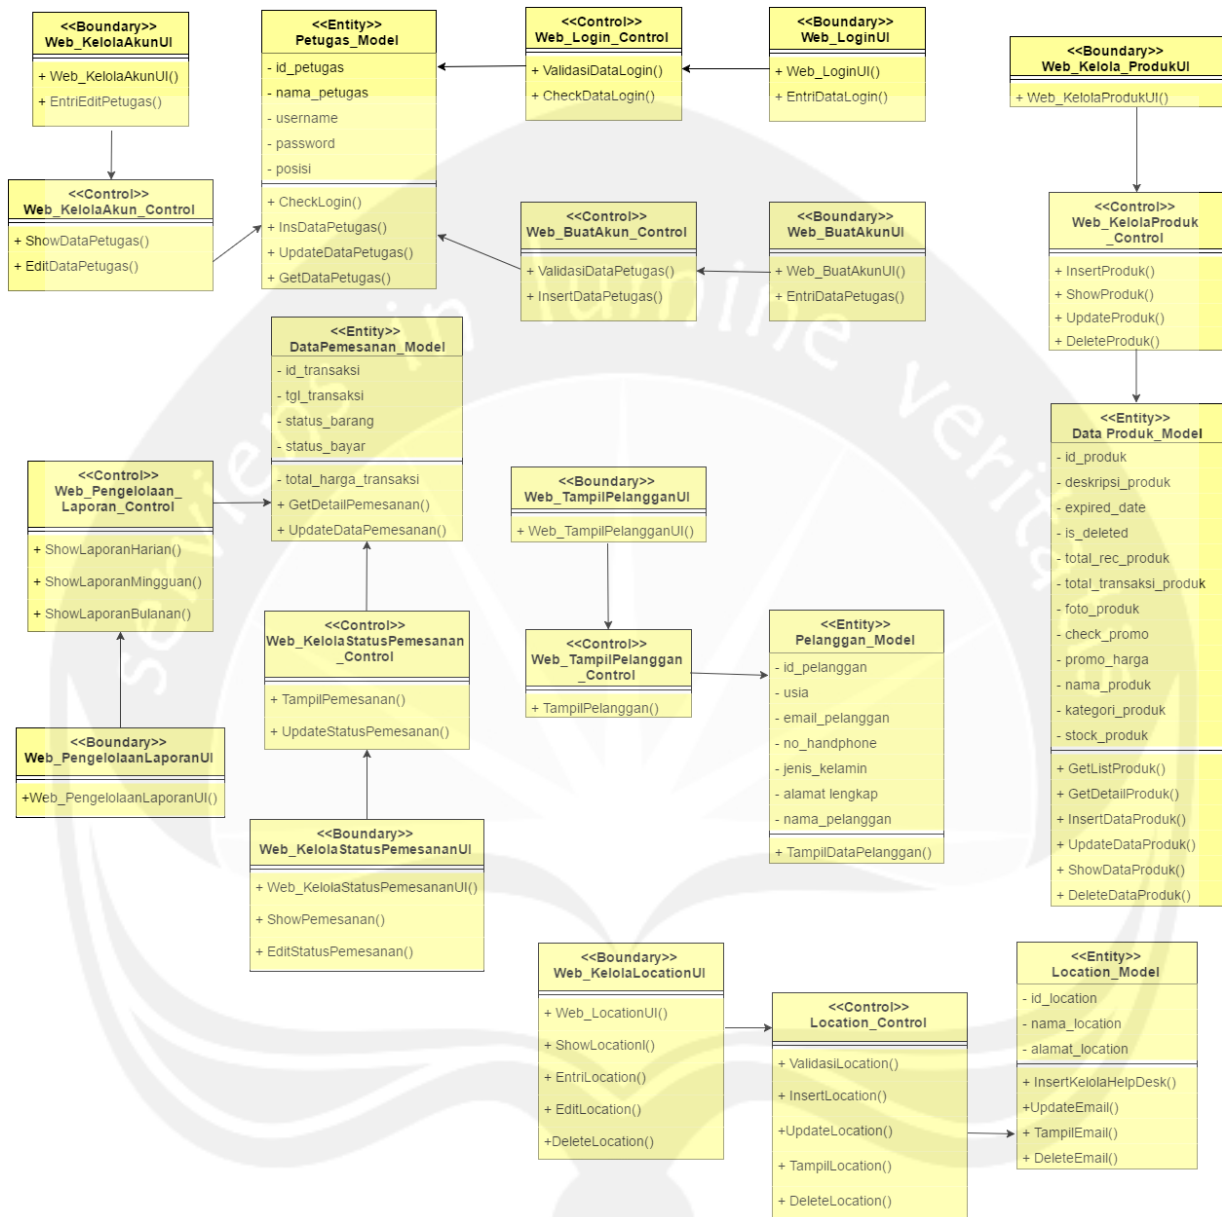 <<Boundary>>
Web_KelolaAkunUI
+ Web_KelolaAkunUI()
+ EntriEditPetugas()
<<Control>>
Web_KelolaAkun_Control
+ ShowDataPetugas()
+ EditDataPetugas()
<<Entity>>
Petugas_Model
- id_petugas
- nama_petugas
- username
- password
- posisi
+ CheckLogin()
+ InsDataPetugas()
+ UpdateDataPetugas()
+ GetDataPetugas()
<<Control>>
Web_Login_Control
+ ValidasiDataLogin()
+ CheckDataLogin()
<<Boundary>>
Web_LoginUI
+ Web_LoginUI()
+ EntriDataLogin()
<<Control>>
Web_BuatAkun_Control
+ ValidasiDataPetugas()
+ InsertDataPetugas()
<<Boundary>>
Web_BuatAkunUI
+ Web_BuatAkunUI()
+ EntriDataPetugas()
<<Boundary>>
Web_Kelola_ProdukUI
+ Web_KelolaProdukUI()
<<Control>>
Web_KelolaProduk
_Control
+ InsertProduk()
+ ShowProduk()
+ UpdateProduk()
+ DeleteProduk()
<<Entity>>
Data Produk_Model
- id_produk
- deskripsi_produk
- expired_date
- is_deleted
- total_rec_produk
- total_transaksi_produk
- foto_produk
- check_promo
- promo_harga
- nama_produk
- kategori_produk
- stock_produk
+ GetListProduk()
+ GetDetailProduk()
+ InsertDataProduk()
+ UpdateDataProduk()
+ ShowDataProduk()
+ DeleteDataProduk()
<<Entity>>
DataPemesanan_Model
- id_transaksi
- tgl_transaksi
- status_barang
- status_bayar
- total_harga_transaksi
+ GetDetailPemesanan()
+ UpdateDataPemesanan()
<<Control>>
Web_Pengelolaan_
Laporan_Control
+ ShowLaporanHarian()
+ ShowLaporanMingguan()
+ ShowLaporanBulanan()
<<Boundary>>
Web_PengelolaanLaporanUI
+Web_PengelolaanLaporanUI()
<<Control>>
Web_KelolaStatusPemesanan
_Control
+ TampilPemesanan()
+ UpdateStatusPemesanan()
<<Boundary>>
Web_KelolaStatusPemesananUI
+ Web_KelolaStatusPemesananUI()
+ ShowPemesanan()
+ EditStatusPemesanan()
<<Boundary>>
Web_TampilPelangganUI
+ Web_TampilPelangganUI()
<<Control>>
Web_TampilPelanggan
_Control
+ TampilPelanggan()
<<Entity>>
Pelanggan_Model
- id_pelanggan
- usia
- email_pelanggan
- no_handphone
- jenis_kelamin
- alamat lengkap
- nama_pelanggan
+ TampilDataPelanggan()
<<Boundary>>
Web_KelolaLocationUI
+ Web_LocationUI()
+ ShowLocationI()
+ EntriLocation()
+ EditLocation()
+DeleteLocation()
<<Control>>
Location_Control
+ ValidasiLocation()
+ InsertLocation()
+UpdateLocation()
+ TampilLocation()
+ DeleteLocation()
<<Entity>>
Location_Model
- id_location
- nama_location
- alamat_location
+ InsertKelolaHelpDesk()
+UpdateEmail()
+ TampilEmail()
+ DeleteEmail()
serviens in lumine veritatis